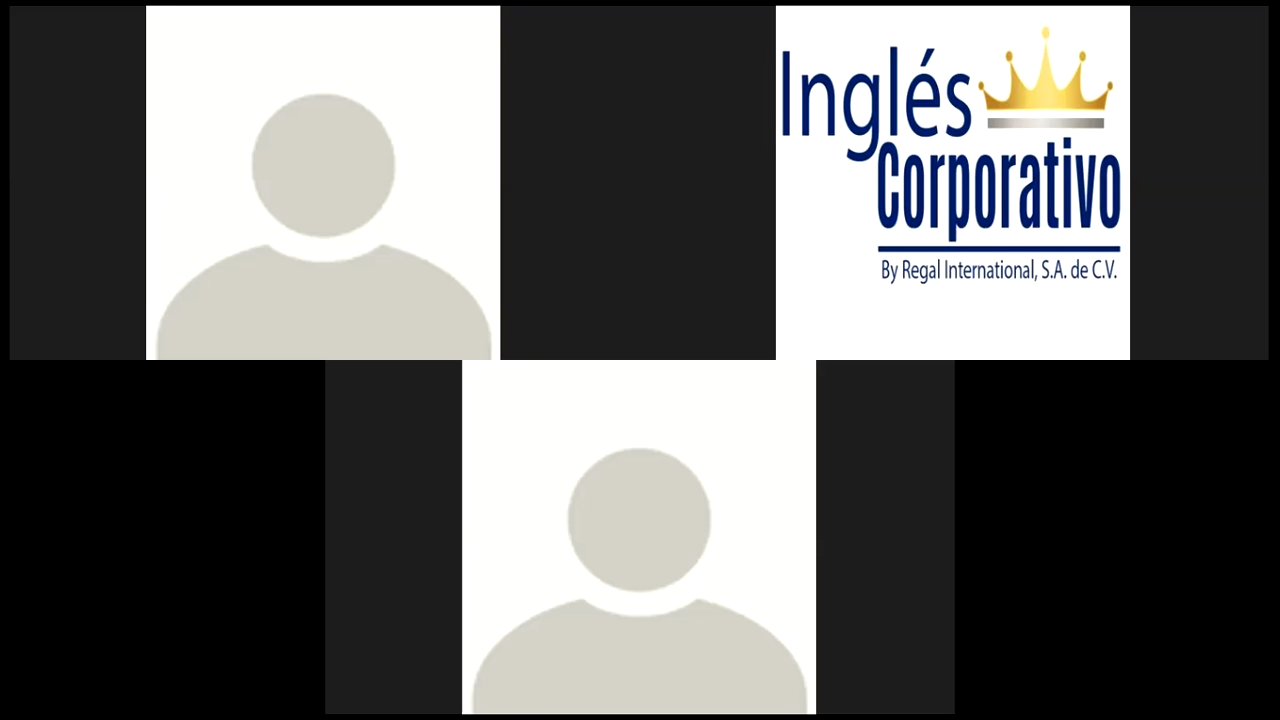 Inglés
Corporativo
By Regal International, S.A. de C.V.